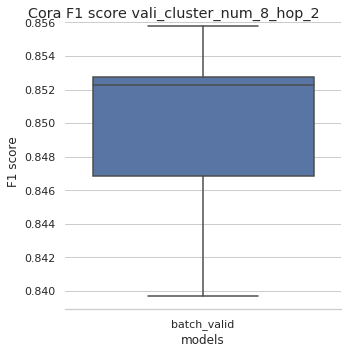 Cora F1 score vali_cluster_num_8_hop_2
0.856
0.854
0.852
0.850
0.848
0.846
0.844
0.842
0.840
F1 score
batch_valid
models